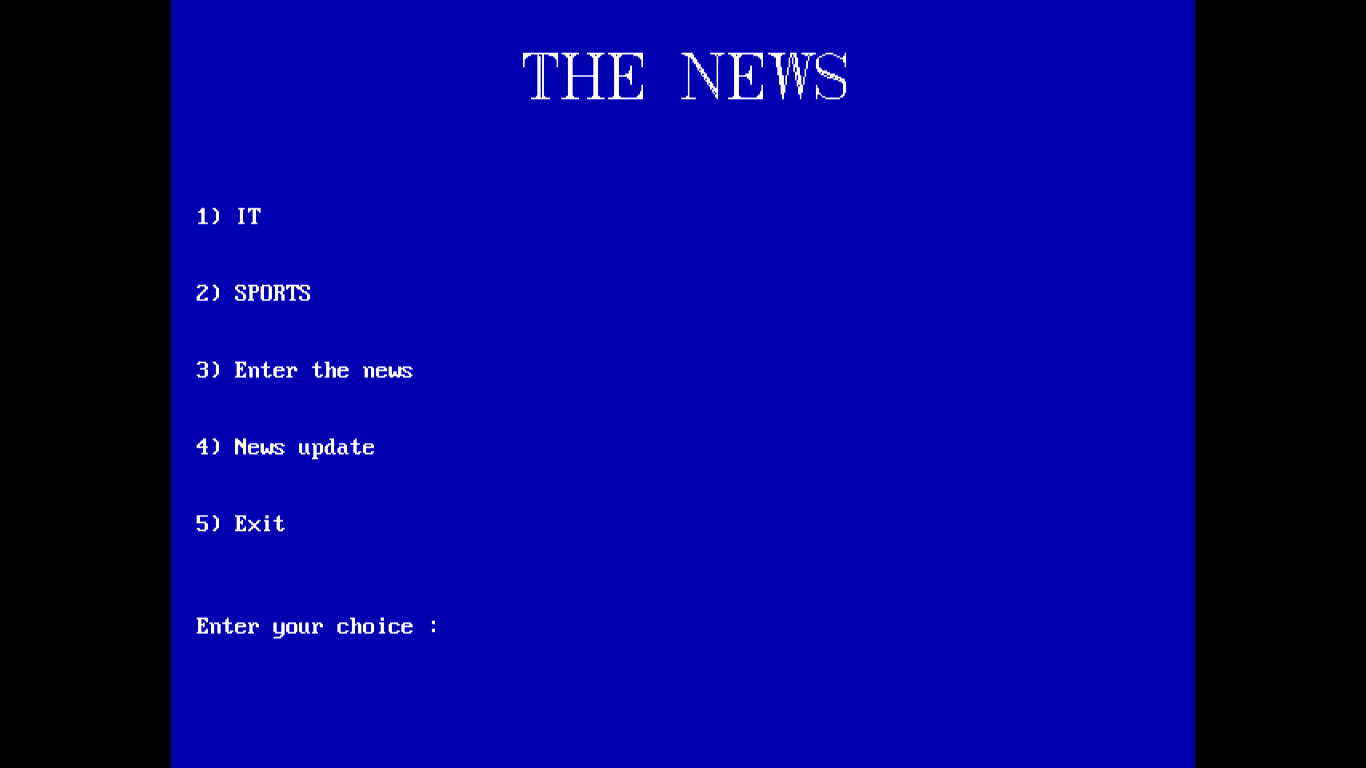 THE NEWS
1) IT
2) SPORTS
3) Enter the news
4) News update
5) Exit
Enter your choice :